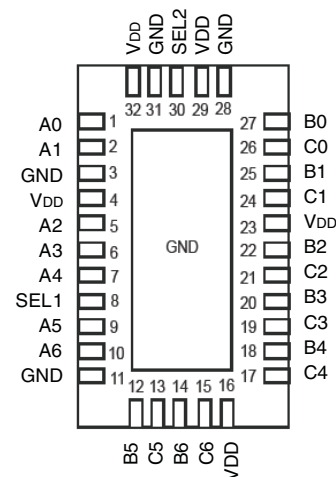 VDD GND SEL2 VDD GND
32 31 30 29 28
A0 1 27 B0
A1 2 26 C0
GND 3 25 B1
VDD 4 24 C1
A2 5 23 VDD
A3 6 GND 22 B2
A4 7 21 C2
SEL1 8 20 B3
A5 9 19 C3
A6 10 18 B4
GND 11 17 C4
12 13 14 15 16
B5 C5 B6 C6 VDD